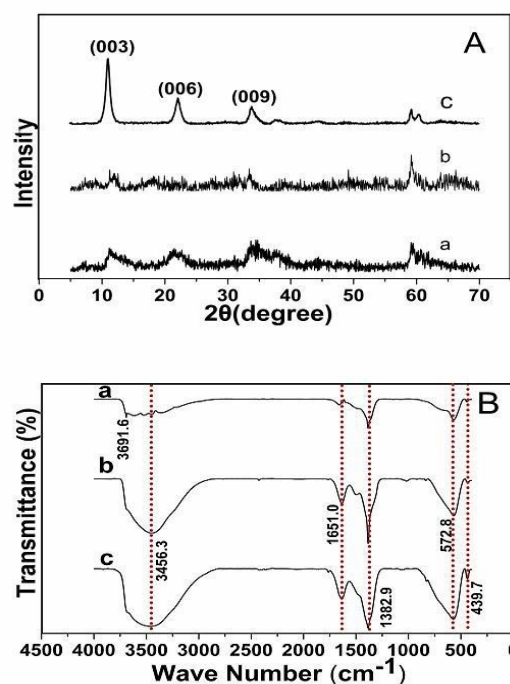 A
(003)
(006)
(009)
c
b
a
Intensity
0 10 20 30 40 50 60 70
2θ(degree)
B
a
3691.6
b
3456.3
1651.0
1382.9
572.8
439.7
c
Transmittance (%)
4500 4000 3500 3000 2500 2000 1500 1000 500 0
Wave Number (cm⁻¹)